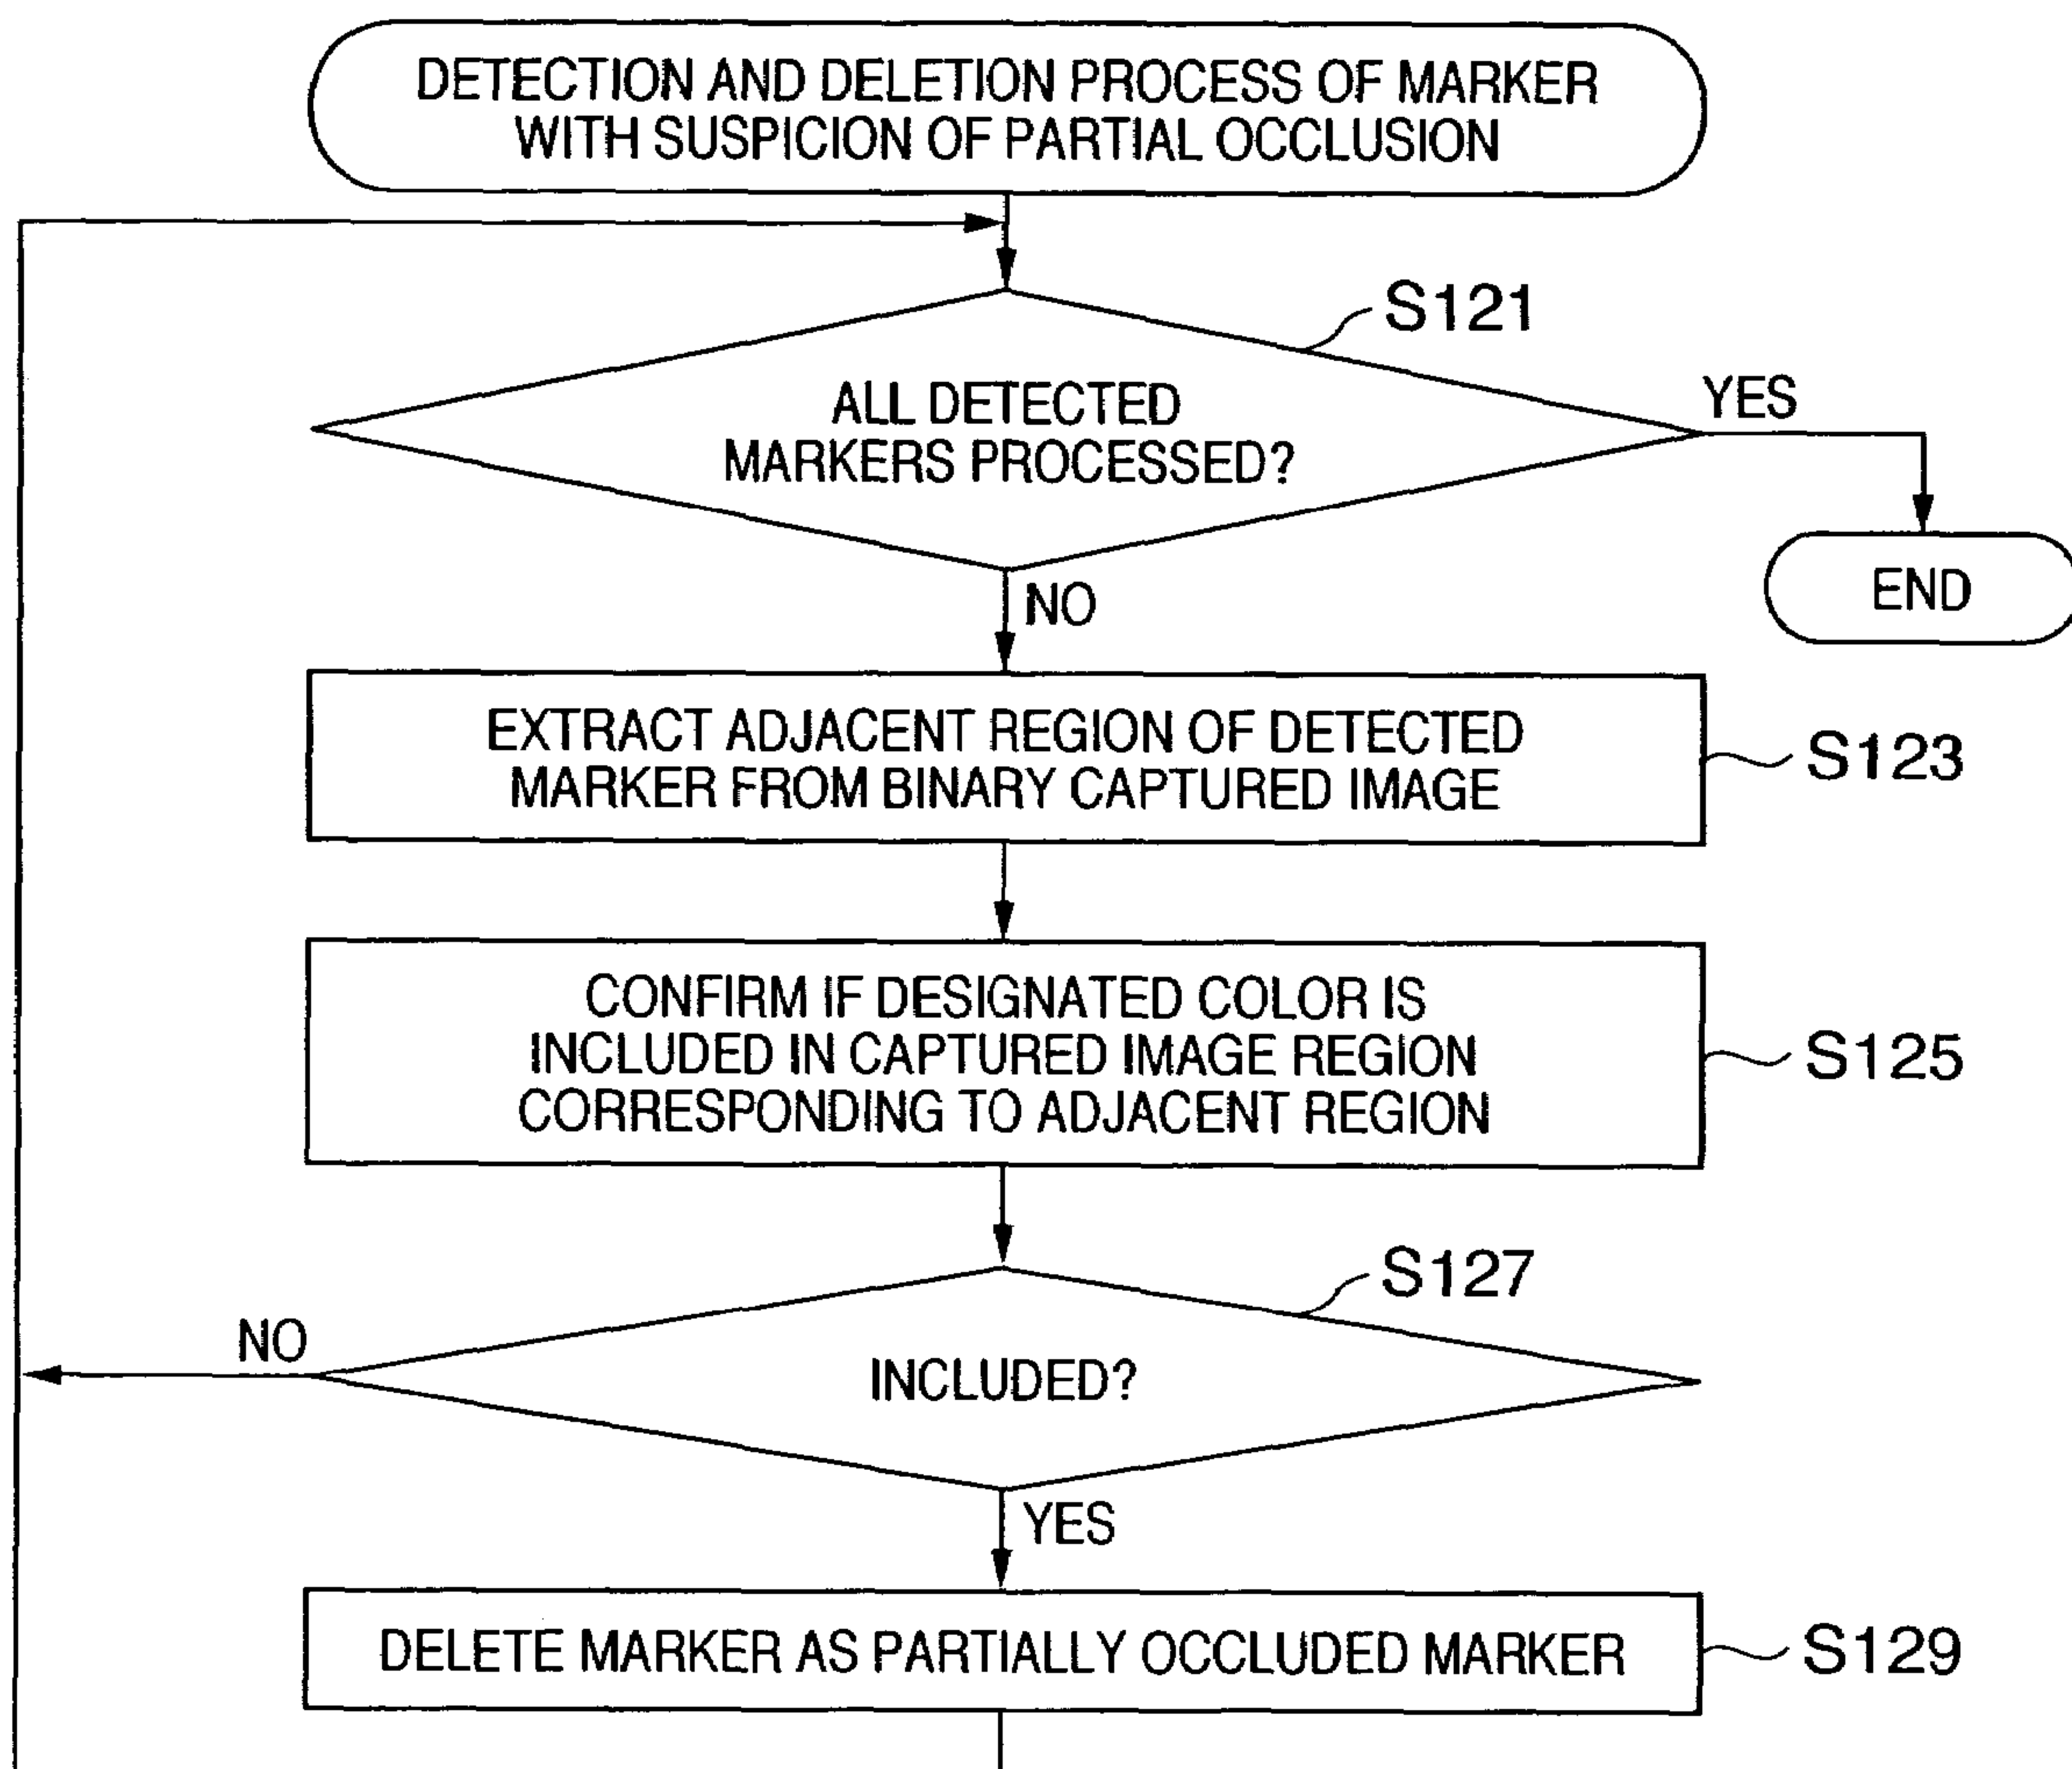 DETECTION AND DELETION PROCESS OF MARKER
WITH SUSPICION OF PARTIAL OCCLUSION
S121
ALL DETECTED
MARKERS PROCESSED?
YES
END
NO
EXTRACT ADJACENT REGION OF DETECTED
MARKER FROM BINARY CAPTURED IMAGE
S123
CONFIRM IF DESIGNATED COLOR IS
INCLUDED IN CAPTURED IMAGE REGION
CORRESPONDING TO ADJACENT REGION
S125
S127
NO
INCLUDED?
YES
DELETE MARKER AS PARTIALLY OCCLUDED MARKER
S129